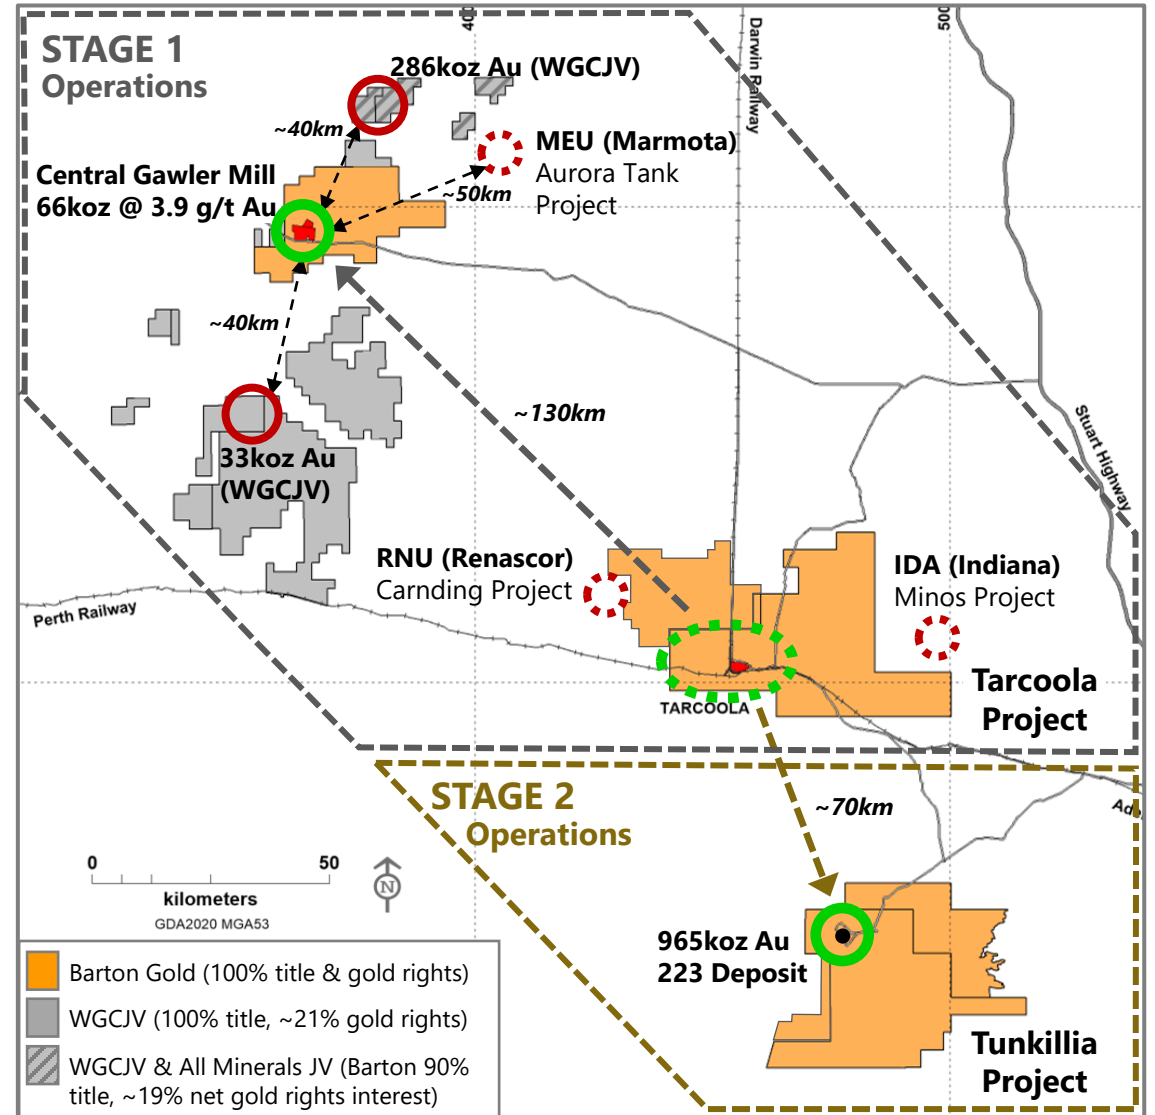 400
500
STAGE 1
Operations
286koz Au (WGCJV)
Darwin Railway
~40km
MEU (Marmota)
Aurora Tank
Project
Central Gawler Mill
66koz @ 3.9 g/t Au
~50km
~40km
~130km
Stuart Highway
33koz Au
(WGCJV)
RNU (Renascor)
Carnding Project
IDA (Indiana)
Minos Project
Perth Railway
TARCOOLA
Tarcoola
Project
STAGE 2
Operations
~70km
0
50
kilometers
GDA2020 MGA53
N
965koz Au
223 Deposit
Tunkillia
Project
Barton Gold (100% title & gold rights)
WGCJV (100% title, ~21% gold rights)
WGCJV & All Minerals JV (Barton 90%
title, ~19% net gold rights interest)